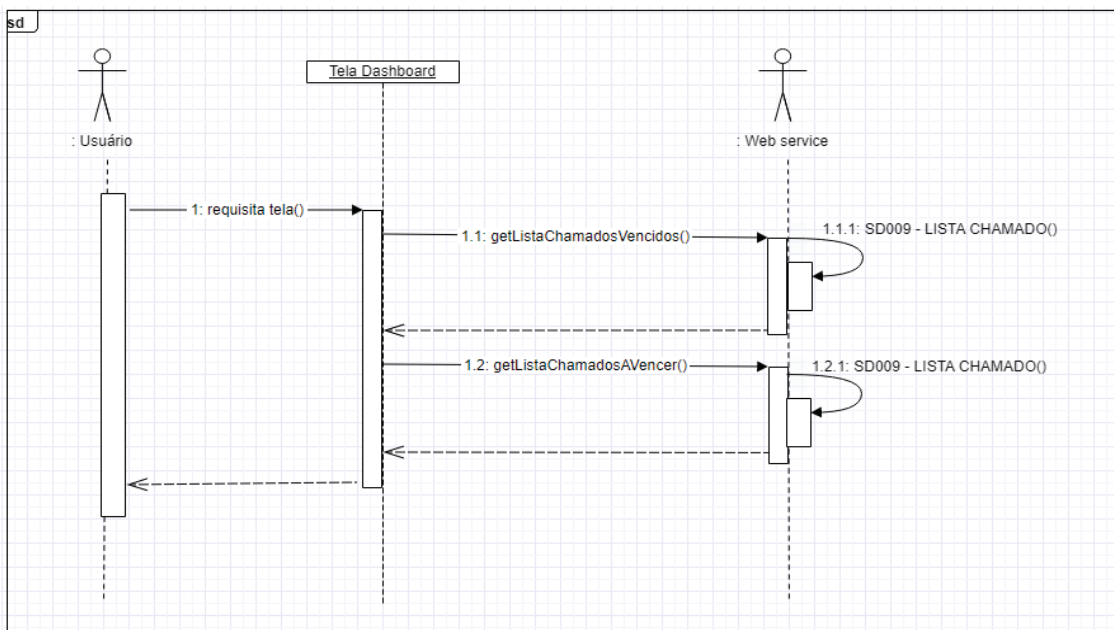 sd
Tela Dashboard
: Usuário
: Web service
1: requisita tela()
1.1: getListaChamadosVencidos()
1.1.1: SD009 - LISTA CHAMADO()
1.2: getListaChamadosAVencer()
1.2.1: SD009 - LISTA CHAMADO()